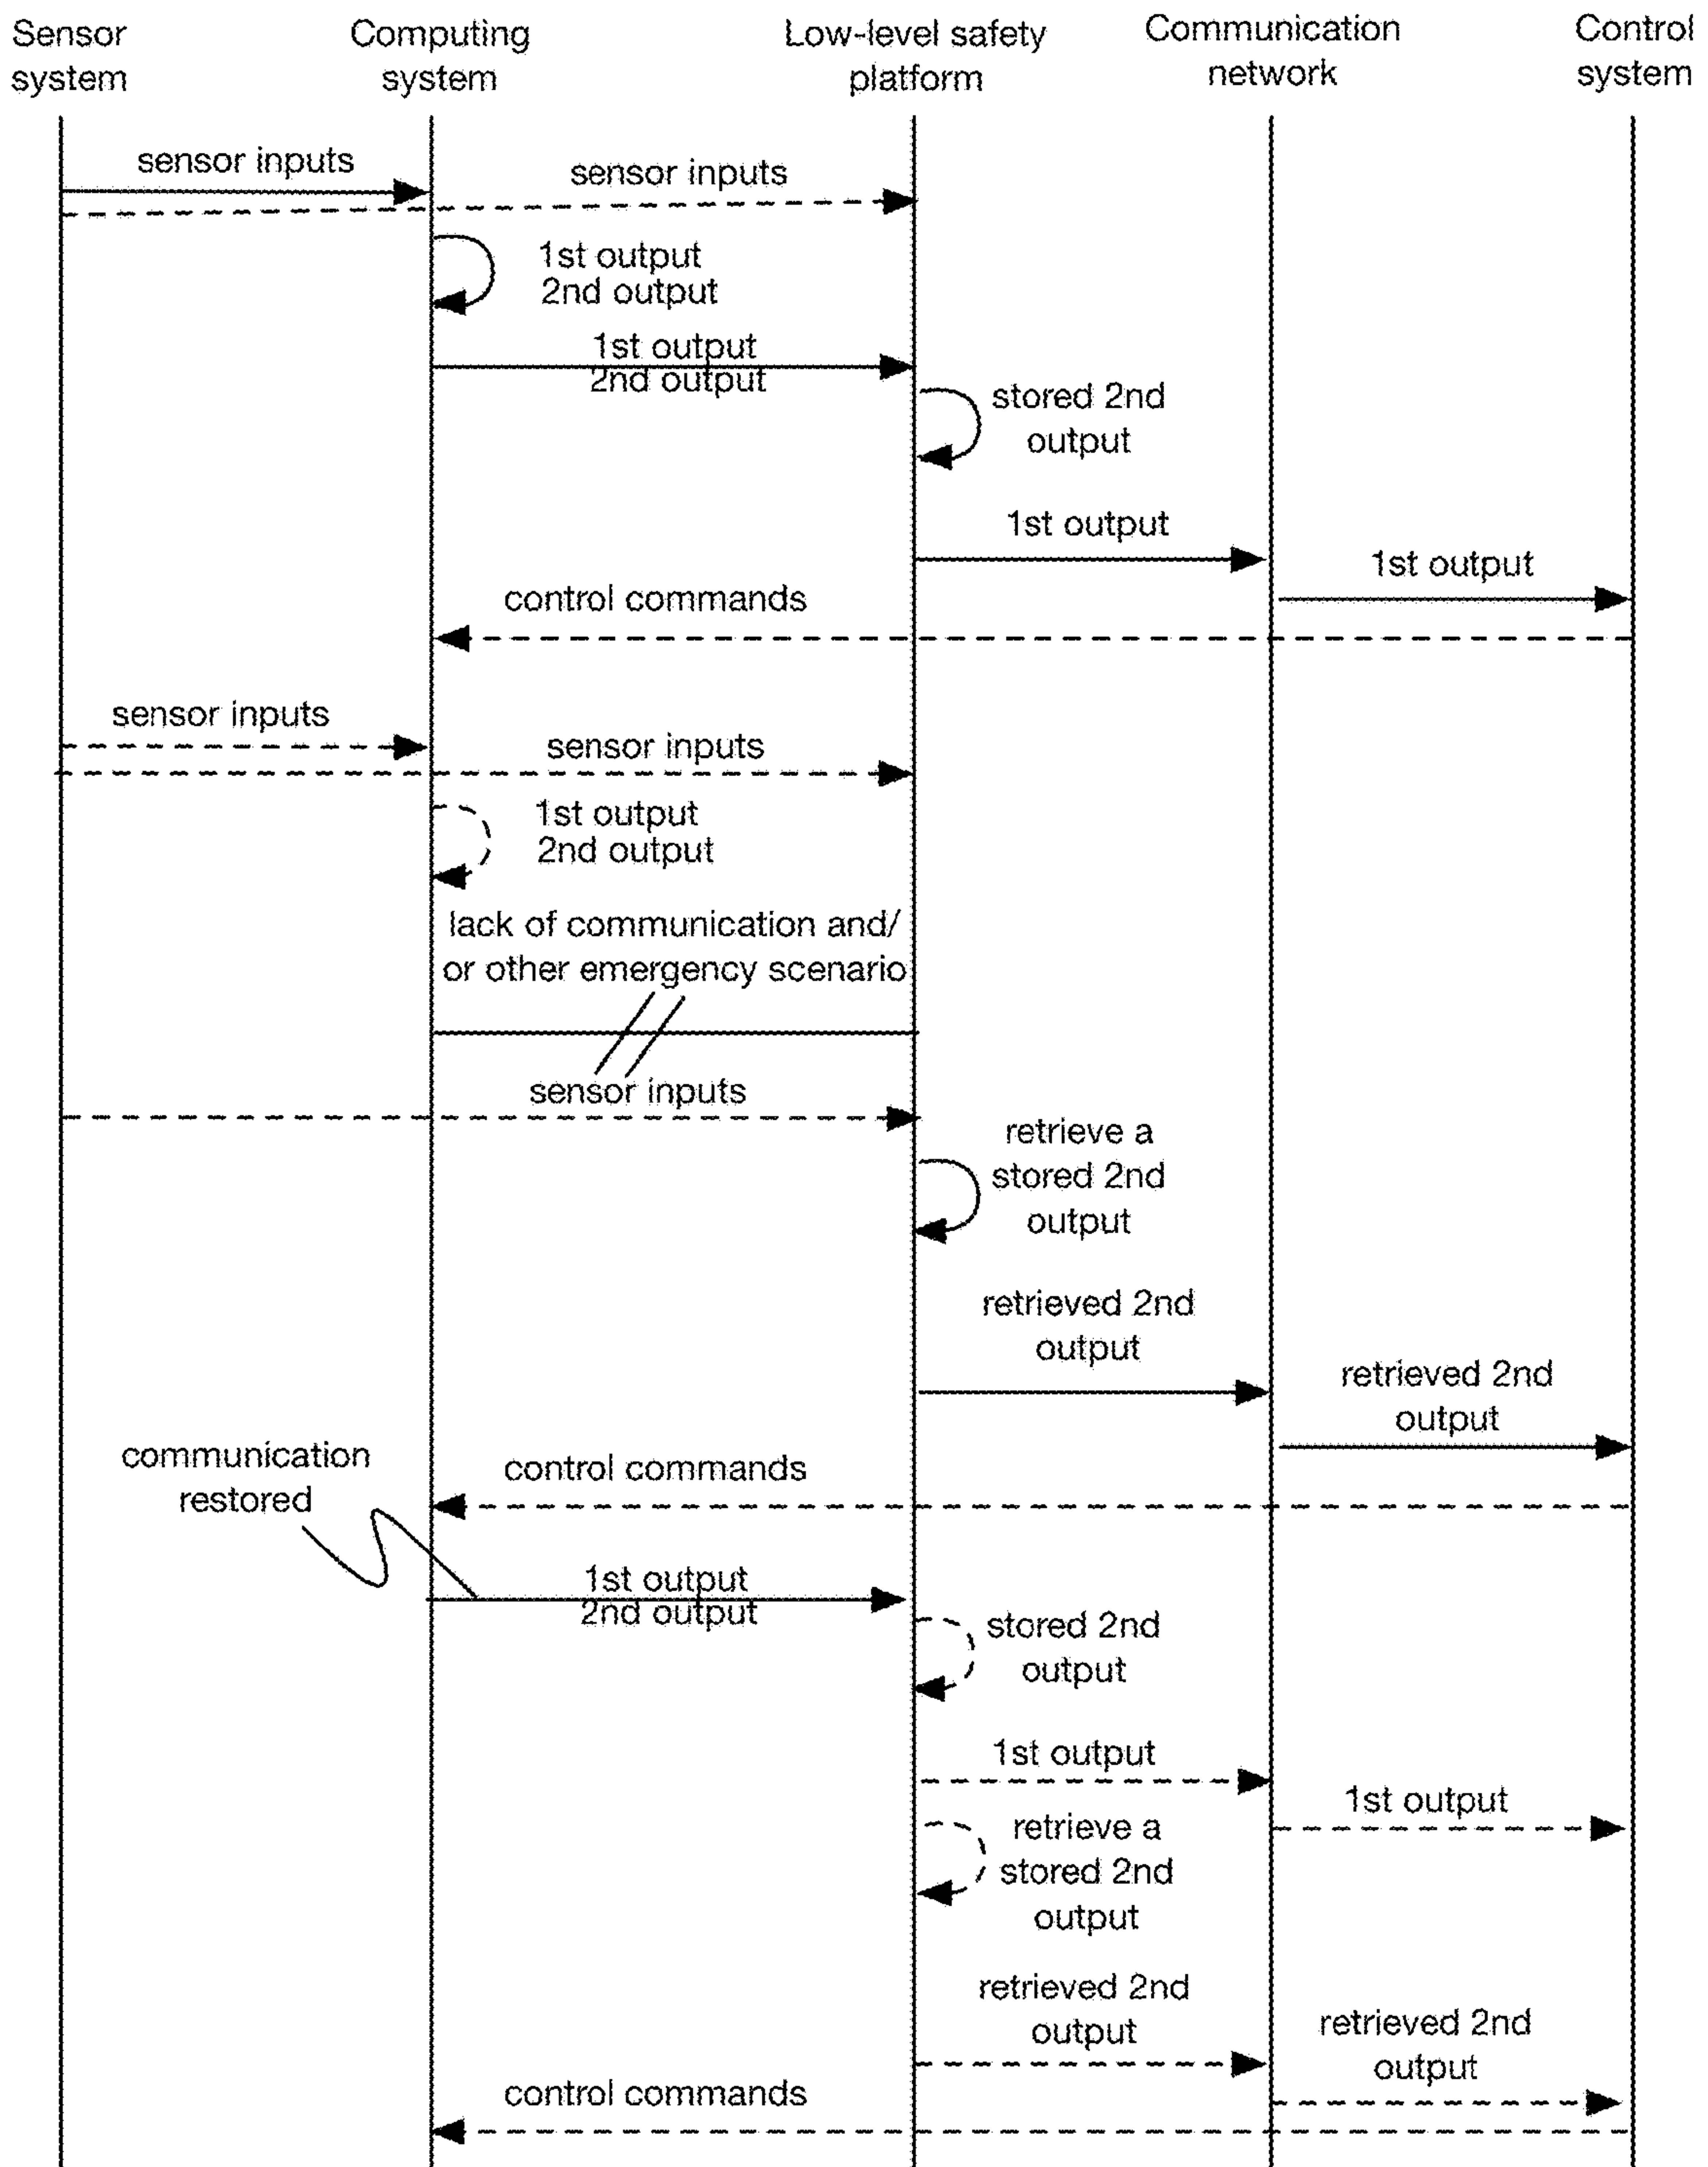 Sensor
system
Computing
system
Low-level safety
platform
Communication
network
Control
system
sensor inputs
sensor inputs
1st output
2nd output
1st output
2nd output
stored 2nd
output
1st output
1st output
control commands
sensor inputs
sensor inputs
1st output
2nd output
lack of communication and/
or other emergency scenario
sensor inputs
retrieve a
stored 2nd
output
retrieved 2nd
output
retrieved 2nd
output
communication
restored
control commands
1st output
2nd output
stored 2nd
output
1st output
1st output
retrieve a
stored 2nd
output
retrieved 2nd
output
retrieved 2nd
output
control commands